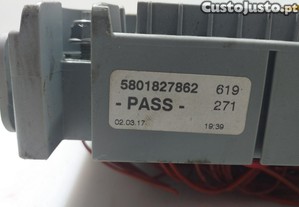 CustoJusto.pt
5801827862 619
- PASS - 271
02.03.17. 19:39